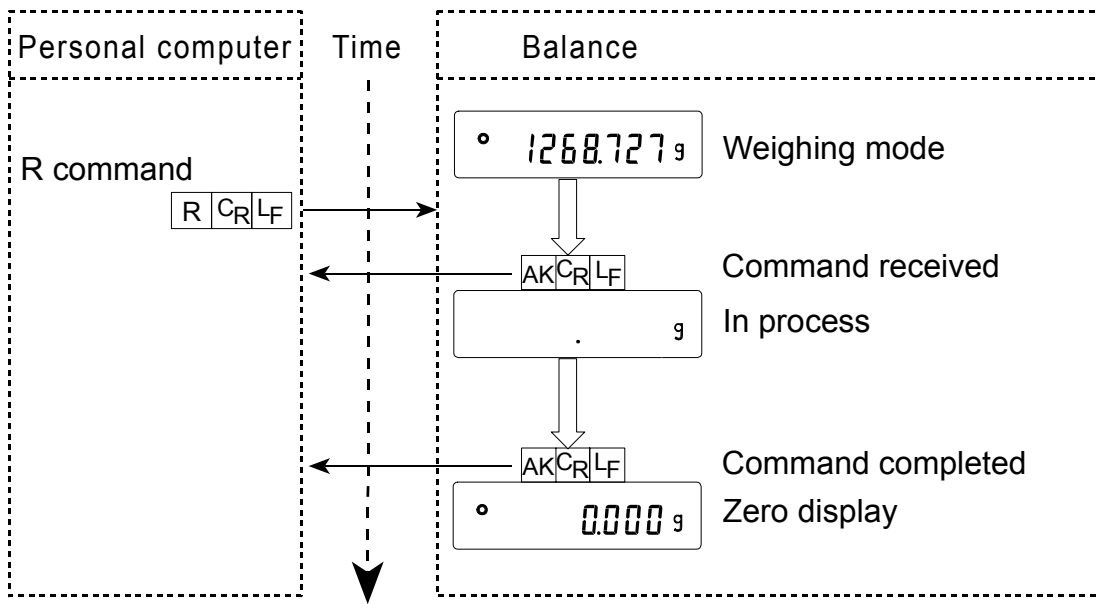 Personal computer Time Balance
1268.727 g Weighing mode
R command
R CR LF
AK CR LF Command received
. g In process
AK CR LF Command completed
0.000 g Zero display